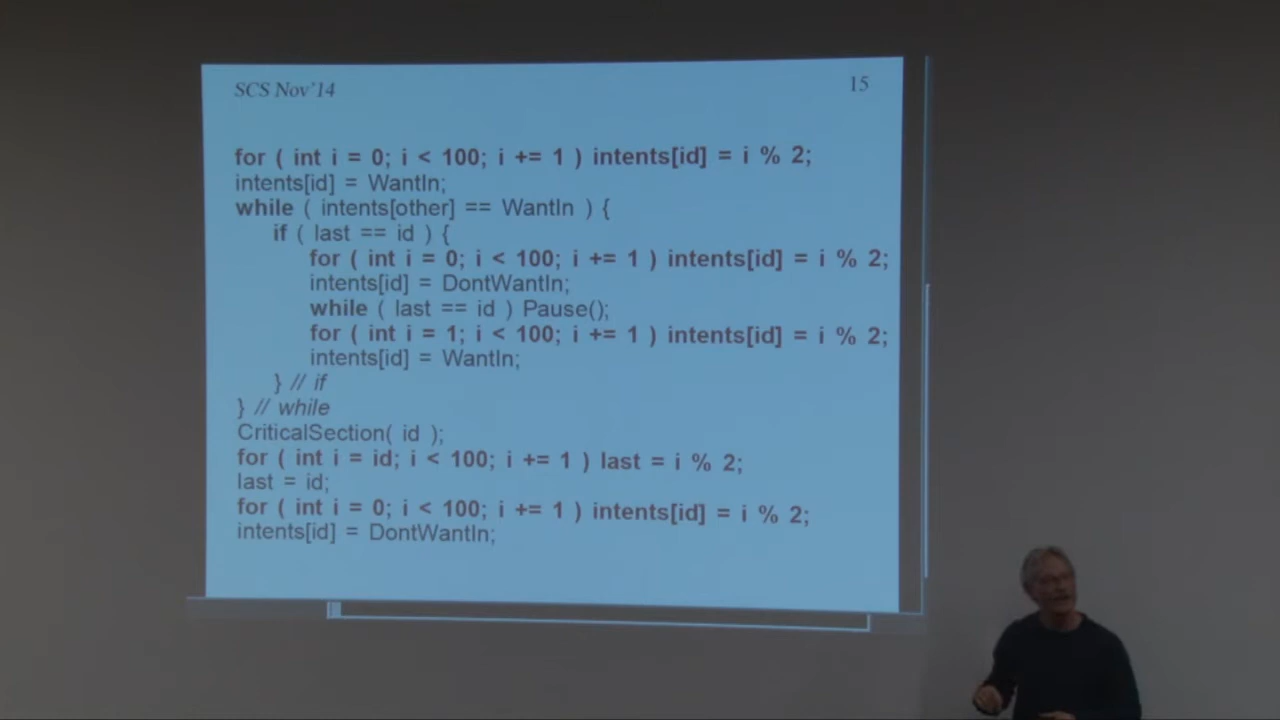 SCS Nov'14
15
for ( int i = 0; i < 100; i += 1 ) intents[id] = i % 2;
intents[id] = WantIn;
while ( intents[other] == WantIn ) {
if ( last == id ) {
for ( int i = 0; i < 100; i += 1 ) intents[id] = i % 2;
intents[id] = DontWantIn;
while ( last == id ) Pause();
for ( int i = 1; i < 100; i += 1 ) intents[id] = i % 2;
intents[id] = WantIn;
} // if
} // while
CriticalSection( id );
for ( int i = id; i < 100; i += 1 ) last = i % 2;
last = id;
for ( int i = 0; i < 100; i += 1 ) intents[id] = i % 2;
intents[id] = DontWantIn;